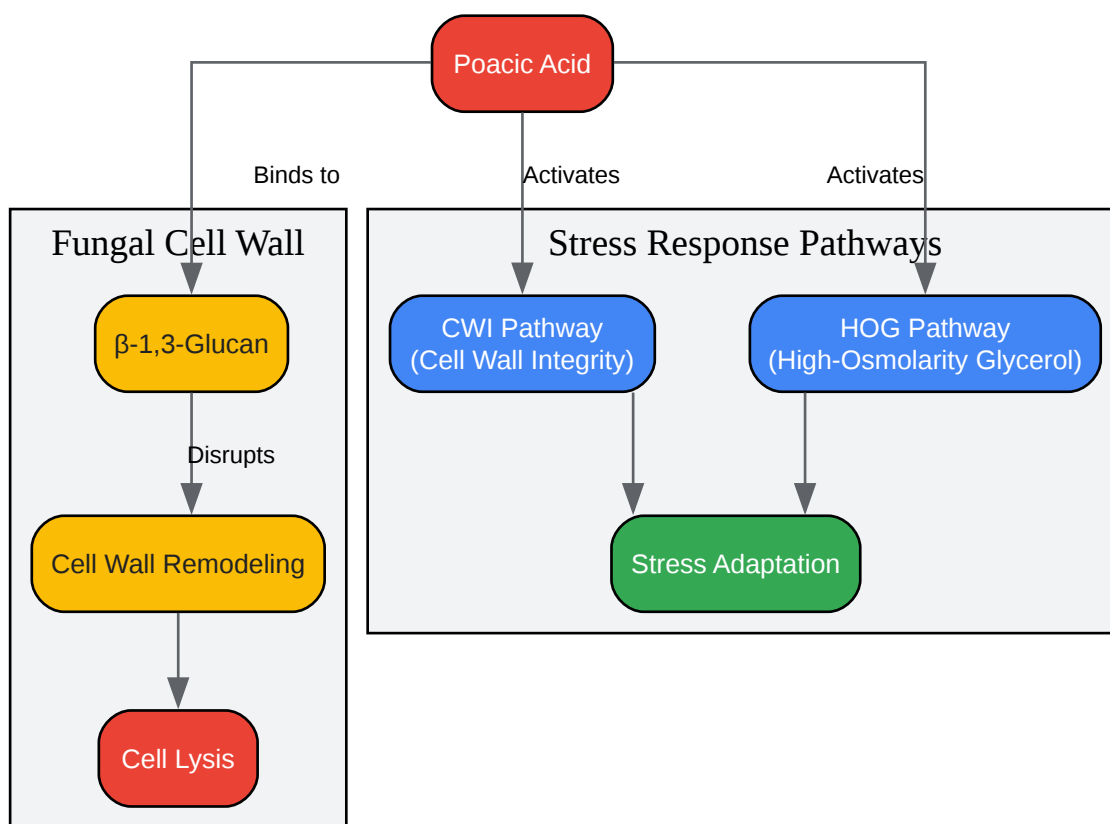 Poacic Acid
Binds to
Activates
Activates
Fungal Cell Wall
Stress Response Pathways
β-1,3-Glucan
CWI Pathway
(Cell Wall Integrity)
HOG Pathway
(High-Osmolarity Glycerol)
Disrupts
Cell Wall Remodeling
Stress Adaptation
Cell Lysis